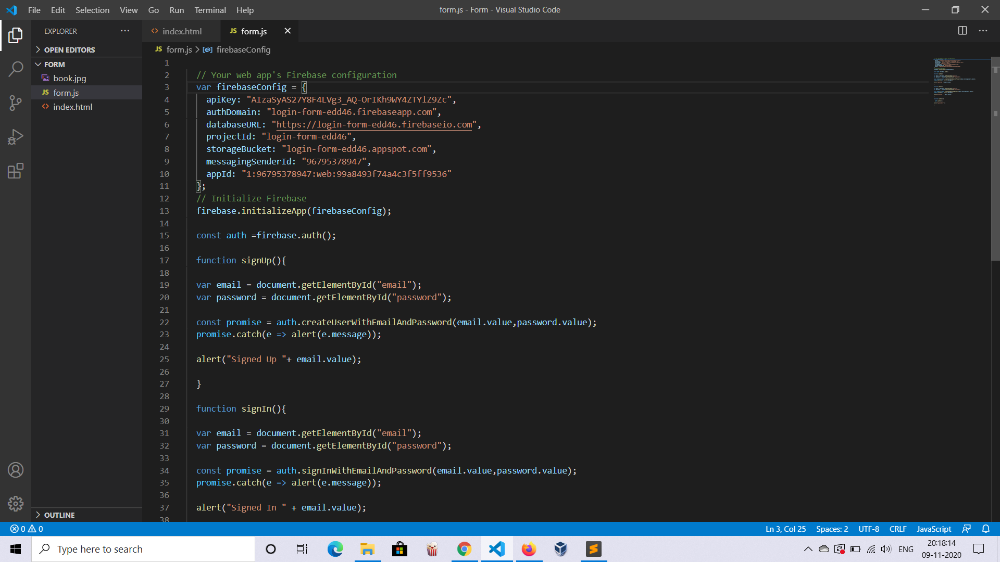 File Edit Selection View Go Run Terminal Help
form.js - Form - Visual Studio Code
EXPLORER
OPEN EDITORS
FORM
book.jpg
JS form.js
index.html
OUTLINE
index.html
JS form.js
JS form.js > firebaseConfig
1
2 // Your web app's Firebase configuration
3 var firebaseConfig = {
4 apiKey: "AIzaSyAS27Y8F4LVg3_AQ-OrIKh9WY4ZTYlZ9Zc",
5 authDomain: "login-form-edd46.firebaseapp.com",
6 databaseURL: "https://login-form-edd46.firebaseio.com",
7 projectId: "login-form-edd46",
8 storageBucket: "login-form-edd46.appspot.com",
9 messagingSenderId: "96795378947",
10 appId: "1:96795378947:web:99a8493f74a4c3f5ff9536"
11 };
12 // Initialize Firebase
13 firebase.initializeApp(firebaseConfig);
14
15 const auth =firebase.auth();
16
17 function signUp(){
18
19 var email = document.getElementById("email");
20 var password = document.getElementById("password");
21
22 const promise = auth.createUserWithEmailAndPassword(email.value,password.value);
23 promise.catch(e => alert(e.message));
24
25 alert("Signed Up "+ email.value);
26
27 }
28
29 function signIn(){
30
31 var email = document.getElementById("email");
32 var password = document.getElementById("password");
33
34 const promise = auth.signInWithEmailAndPassword(email.value,password.value);
35 promise.catch(e => alert(e.message));
36
37 alert("Signed In " + email.value);
38
0 0
Ln 3, Col 25 Spaces: 2 UTF-8 CRLF JavaScript
Type here to search
ENG
20:18:14
09-11-2020